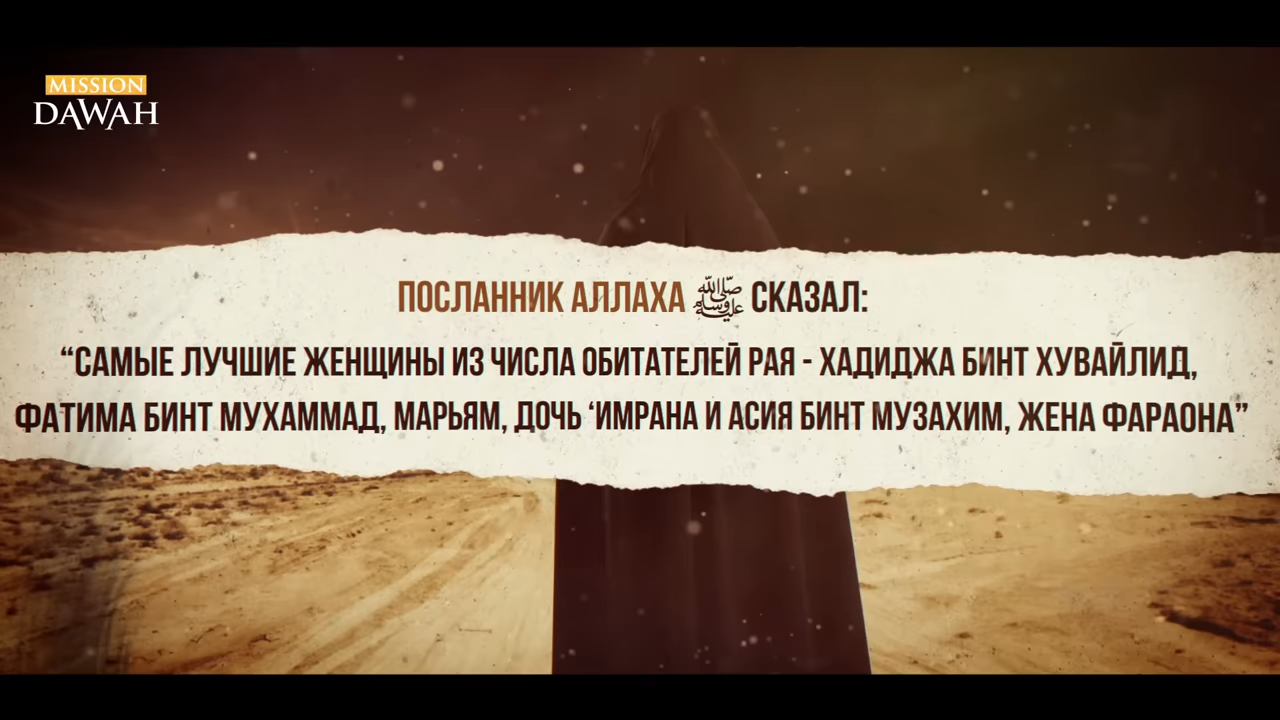 MISSION
DAWAH
ПОСЛАННИК АЛЛАХА ﷺ СКАЗАЛ:
“САМЫЕ ЛУЧШИЕ ЖЕНЩИНЫ ИЗ ЧИСЛА ОБИТАТЕЛЕЙ РАЯ - ХАДИДЖА БИНТ ХУВАЙЛИД,
ФАТИМА БИНТ МУХАММАД, МАРЬЯМ, ДОЧЬ ‘ИМРАНА И АСИЯ БИНТ МУЗАХИМ, ЖЕНА ФАРАОНА”